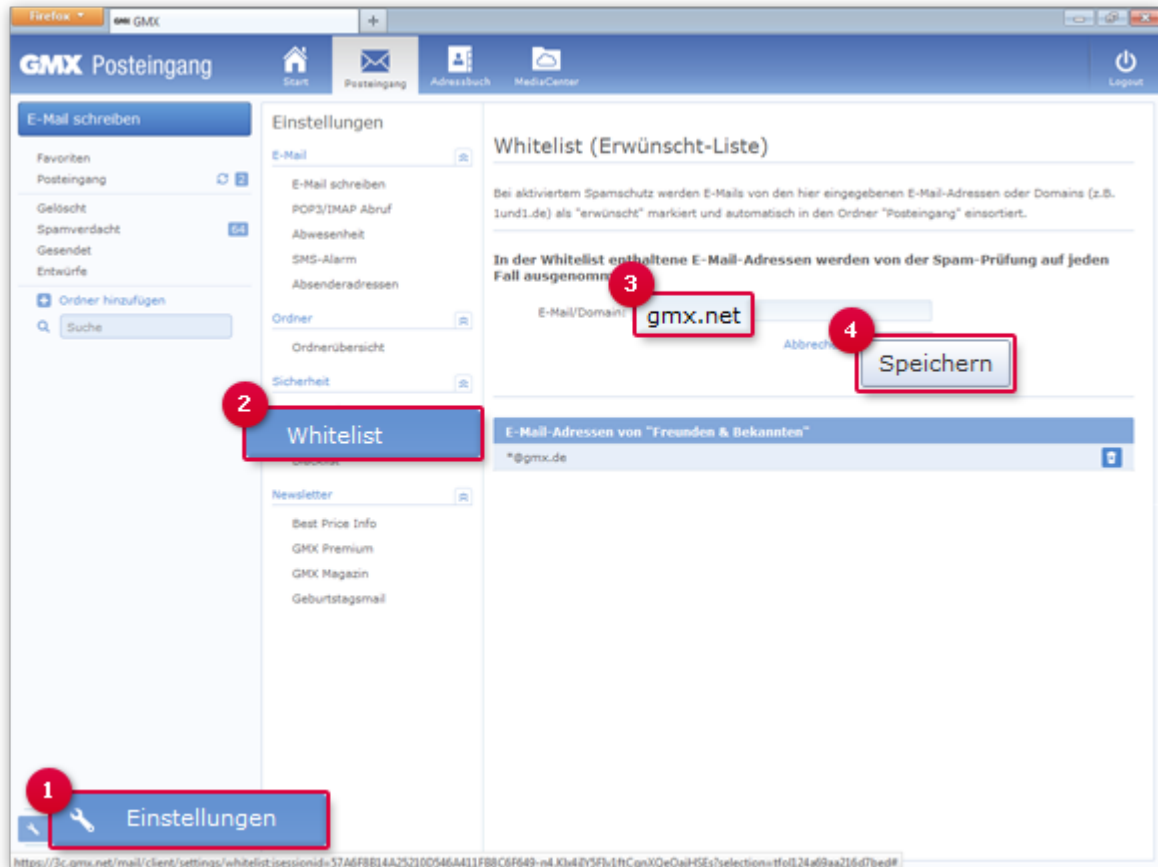 Firefox
GMX GMX
GMX Posteingang
Start
Posteingang
Adressbuch
MediaCenter
Logout
E-Mail schreiben
Favoriten
Posteingang 2
Gelöscht
Spamverdacht 64
Gesendet
Entwürfe
Ordner hinzufügen
Suche
Einstellungen
E-Mail
E-Mail schreiben
POP3/IMAP Abruf
Abwesenheit
SMS-Alarm
Absenderadressen
Ordner
Ordnerübersicht
Sicherheit
2
Whitelist
Blacklist
Newsletter
Best Price Info
GMX Premium
GMX Magazin
Geburtstagsmail
Whitelist (Erwünscht-Liste)
Bei aktiviertem Spamschutz werden E-Mails von den hier eingegebenen E-Mail-Adressen oder Domains (z.B.
1und1.de) als "erwünscht" markiert und automatisch in den Ordner "Posteingang" einsortiert.
In der Whitelist enthaltene E-Mail-Adressen werden von der Spam-Prüfung auf jeden
Fall ausgenomm
3
E-Mail/Domain: gmx.net
4
Abbreche
Speichern
E-Mail-Adressen von "Freunden & Bekannten"
*@gmx.de
1
Einstellungen